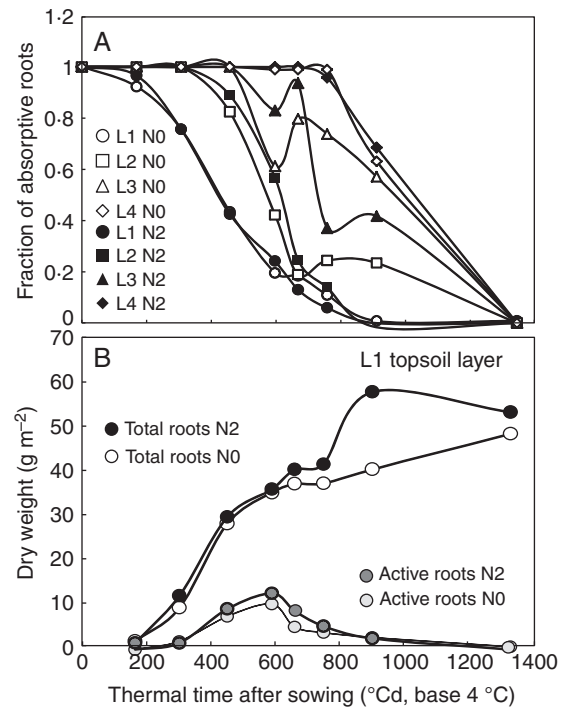 1·2
A
1
0·8
0·6
0·4
0·2
0
Fraction of absorptive roots
L1 N0
L2 N0
L3 N0
L4 N0
L1 N2
L2 N2
L3 N2
L4 N2
70
B
L1 topsoil layer
60
50
40
30
20
10
0
Dry weight (g m⁻²)
Total roots N2
Total roots N0
Active roots N2
Active roots N0
0 200 400 600 800 1000 1200 1400
Thermal time after sowing (°Cd, base 4 °C)